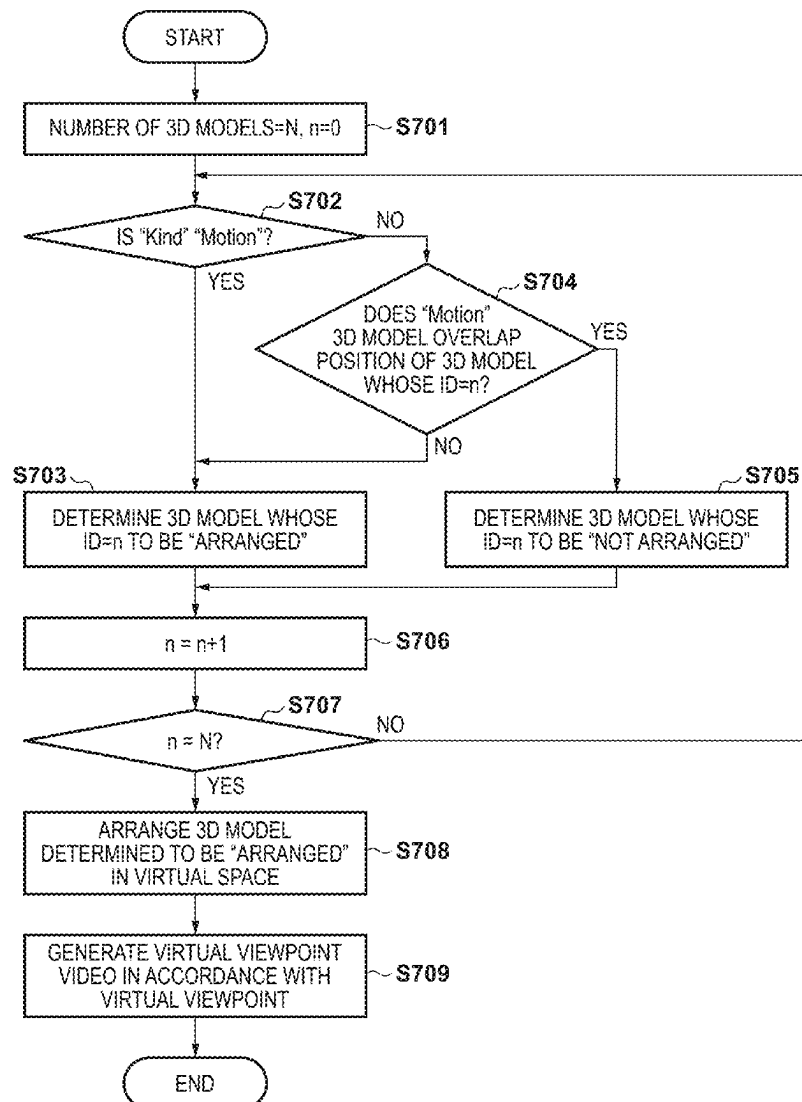 START
NUMBER OF 3D MODELS=N, n=0
S701
S702
IS "Kind" "Motion"?
NO
YES
S704
DOES "Motion"
3D MODEL OVERLAP
POSITION OF 3D MODEL
WHOSE ID=n?
YES
NO
S703
DETERMINE 3D MODEL WHOSE
ID=n TO BE "ARRANGED"
S705
DETERMINE 3D MODEL WHOSE
ID=n TO BE "NOT ARRANGED"
n = n+1
S706
S707
n = N?
NO
YES
ARRANGE 3D MODEL
DETERMINED TO BE "ARRANGED"
IN VIRTUAL SPACE
S708
GENERATE VIRTUAL VIEWPOINT
VIDEO IN ACCORDANCE WITH
VIRTUAL VIEWPOINT
S709
END